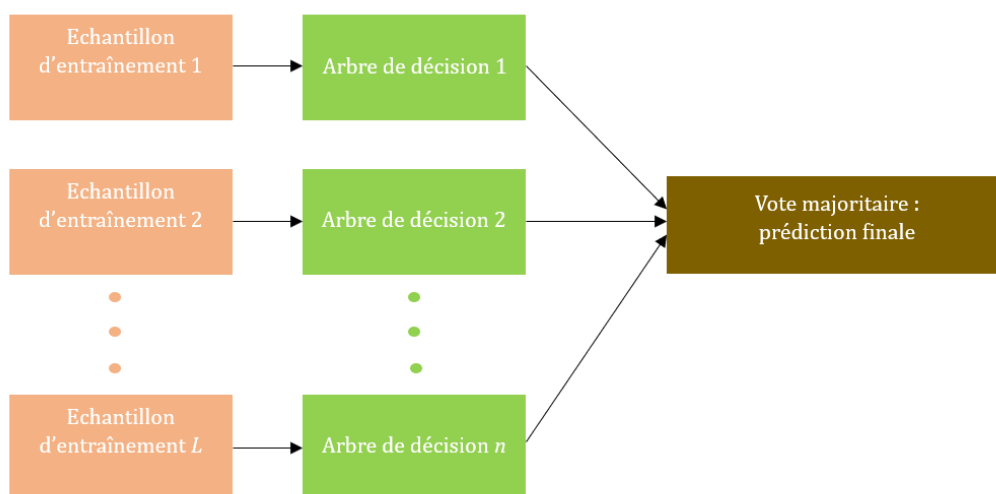 Echantillon
d’entraînement 1
Arbre de décision 1
Echantillon
d’entraînement 2
Arbre de décision 2
Vote majoritaire :
prédiction finale
Echantillon
d’entraînement L
Arbre de décision n